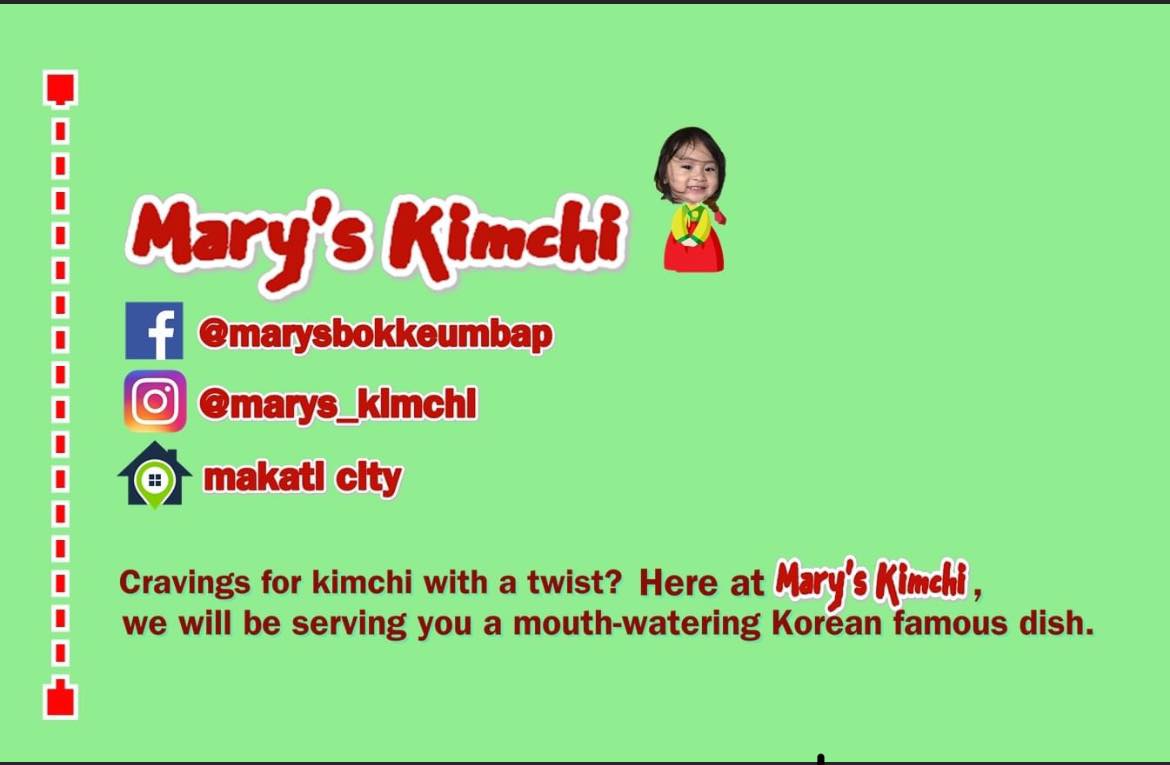 Mary's Kimchi
@marysbokkeumbap
@marys_kimchi
makati city
Cravings for kimchi with a twist? Here at Mary's Kimchi,
we will be serving you a mouth-watering Korean famous dish.